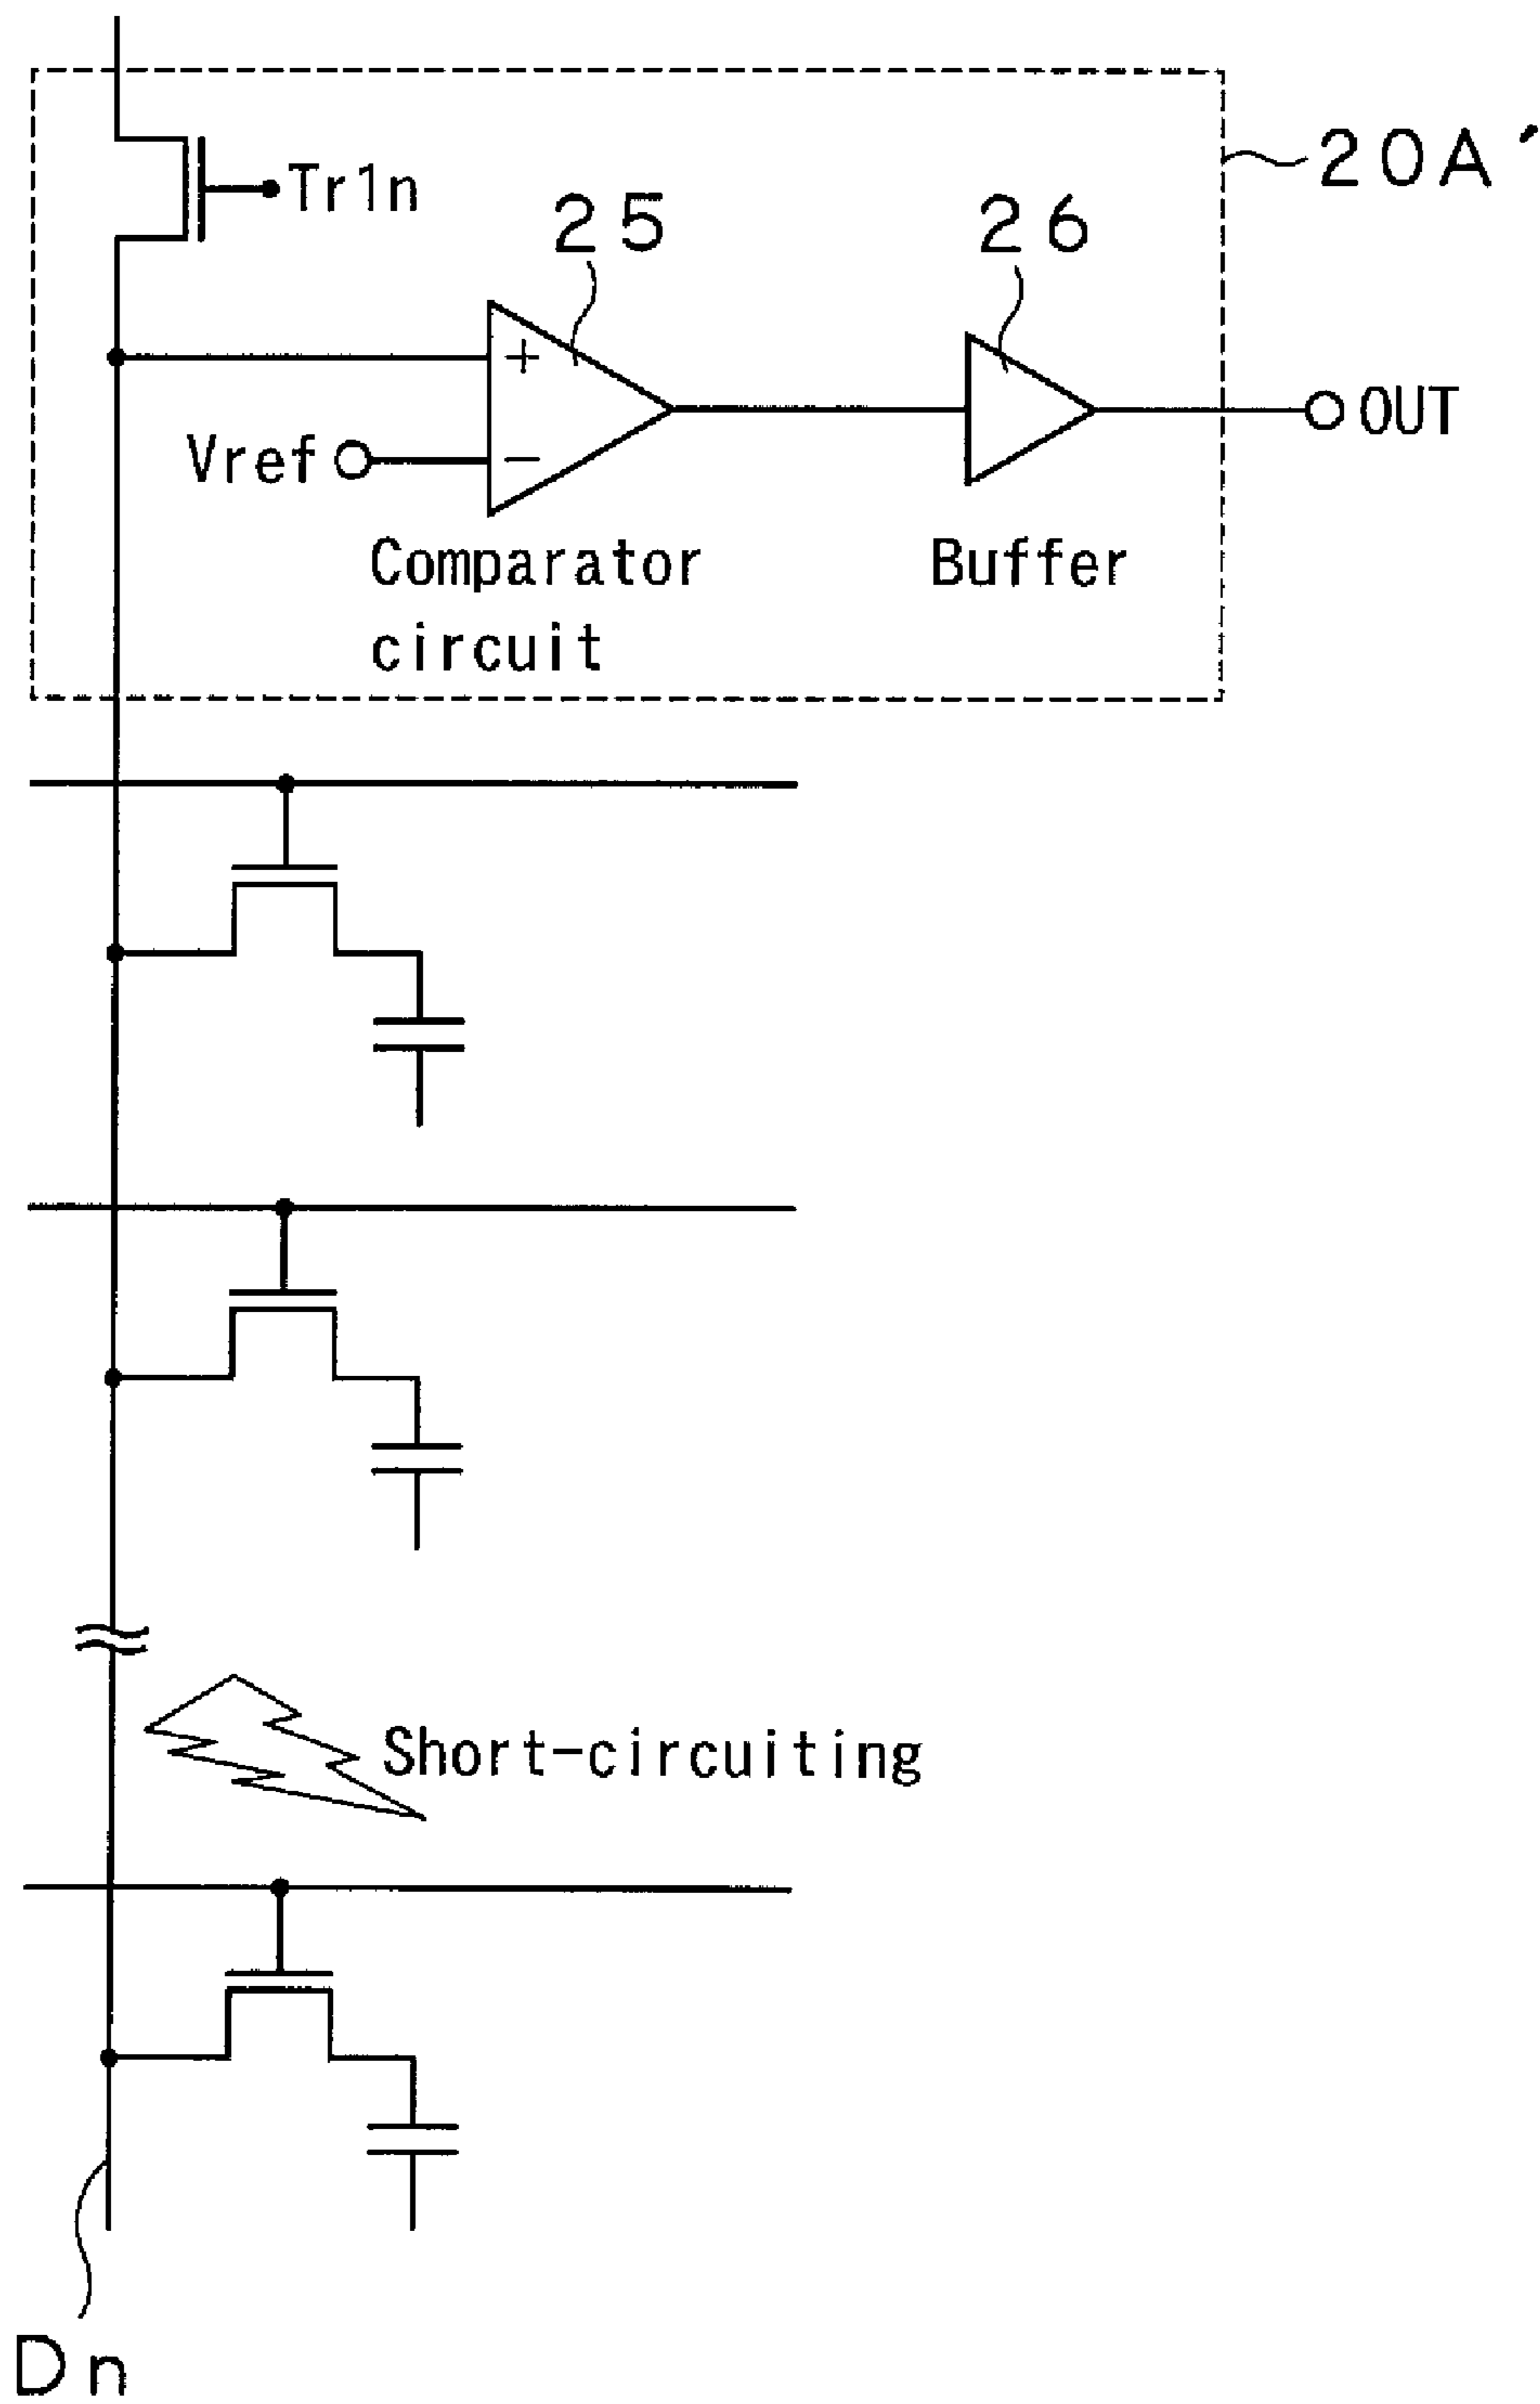 20A'
Tr1n
25
26
+
Vref
−
OUT
Comparator
circuit
Buffer
Short-circuiting
Dn